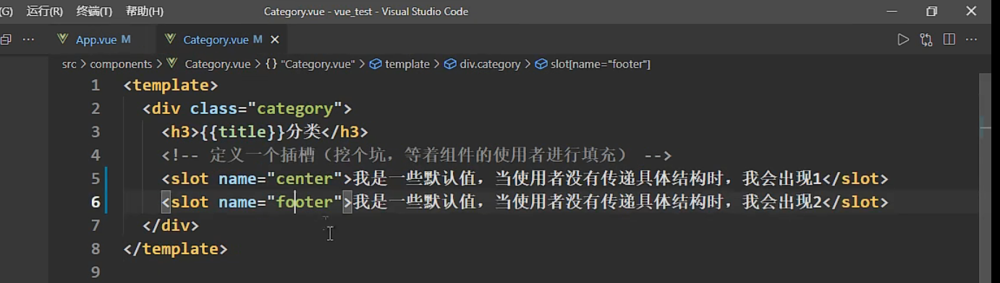 (G) 运行(R) 终端(T) 帮助(H) Category.vue - vue_test - Visual Studio Code
App.vue M Category.vue M
src > components > Category.vue > {} "Category.vue" > template > div.category > slot[name="footer"]
1 <template>
2 <div class="category">
3 <h3>{{title}}分类</h3>
4 <!-- 定义一个插槽（挖个坑，等着组件的使用者进行填充） -->
5 <slot name="center">我是一些默认值，当使用者没有传递具体结构时，我会出现1</slot>
6 <slot name="footer">我是一些默认值，当使用者没有传递具体结构时，我会出现2</slot>
7 </div>
8 </template>
9